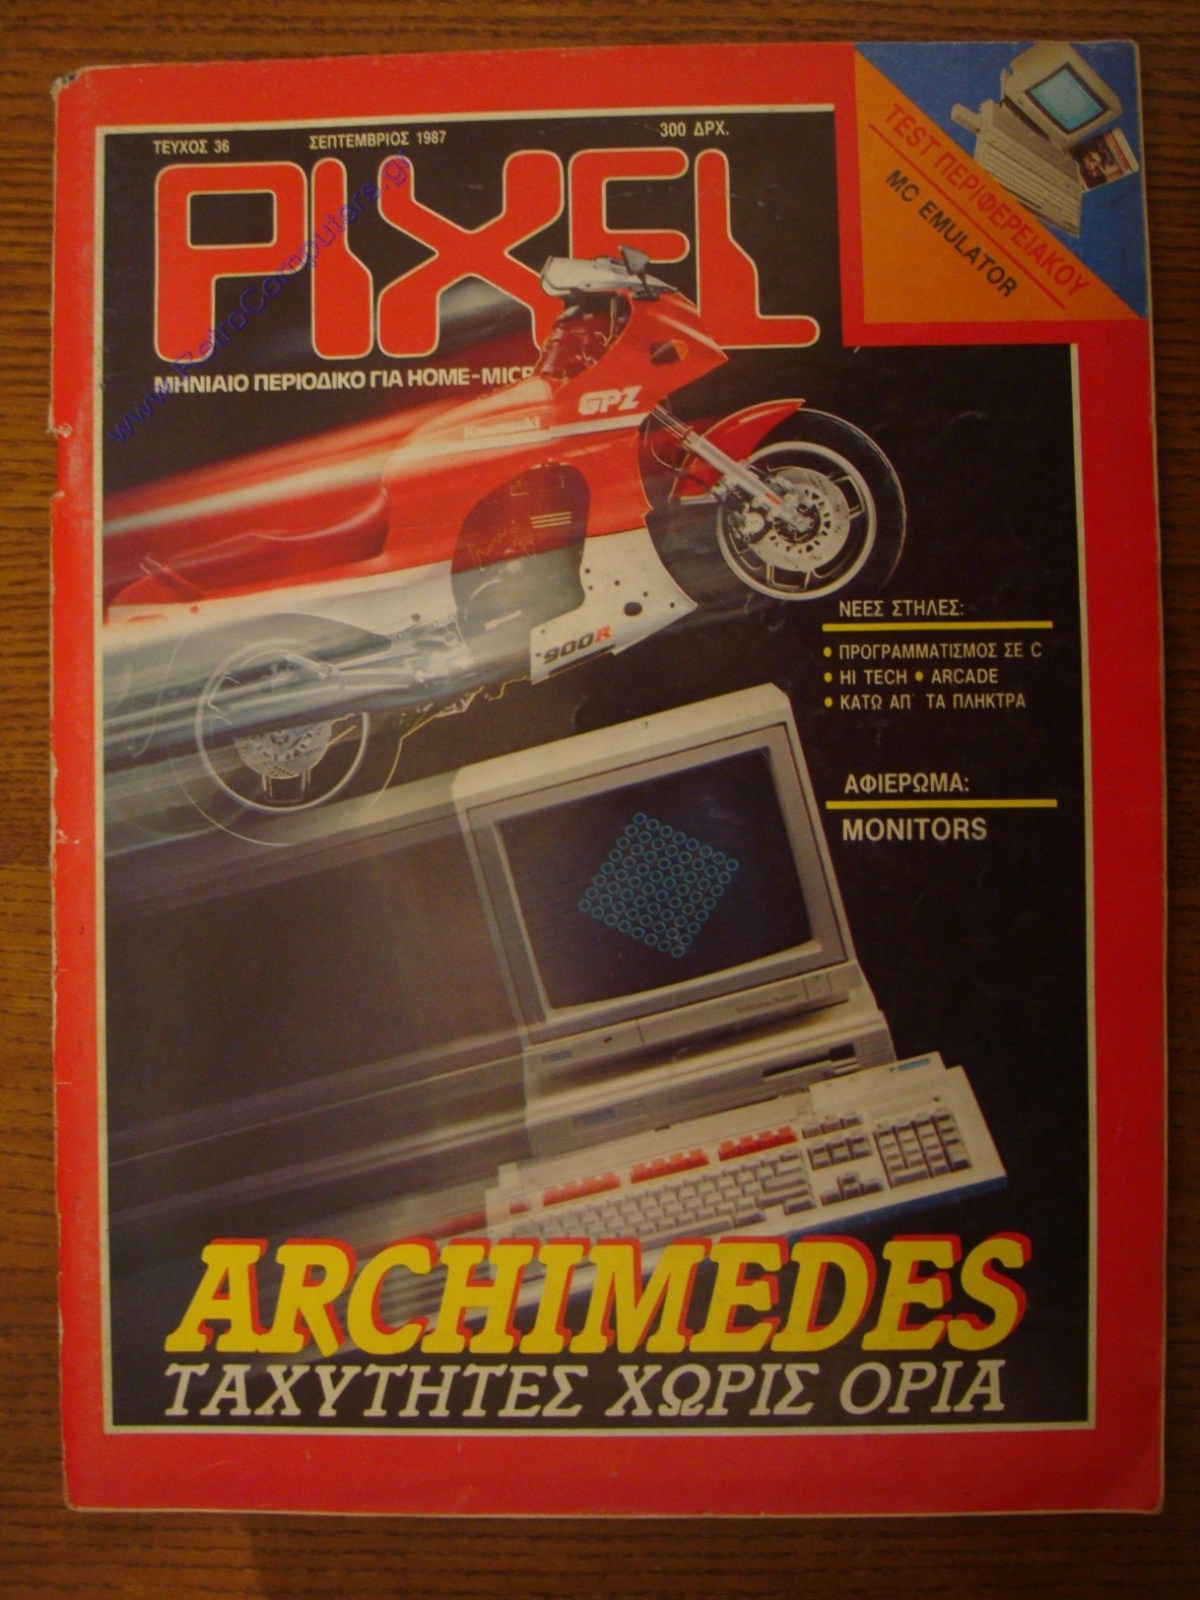 ΤΕΥΧΟΣ 36
ΣΕΠΤΕΜΒΡΙΟΣ 1987
300 ΔΡΧ.
PIXEL
ΜΗΝΙΑΙΟ ΠΕΡΙΟΔΙΚΟ ΓΙΑ HOME-MICR
www.RetroComputers.gr
TEST ΠΕΡΙΦΕΡΕΙΑΚΟΥ
MC EMULATOR
GPZ
Kawasaki
900R
ΝΕΕΣ ΣΤΗΛΕΣ:
• ΠΡΟΓΡΑΜΜΑΤΙΣΜΟΣ ΣΕ C
• HI TECH • ARCADE
• ΚΑΤΩ ΑΠ' ΤΑ ΠΛΗΚΤΡΑ
ΑΦΙΕΡΩΜΑ:
MONITORS
ARCHIMEDES
ΤΑΧΥΤΗΤΕΣ ΧΩΡΙΣ ΟΡΙΑ